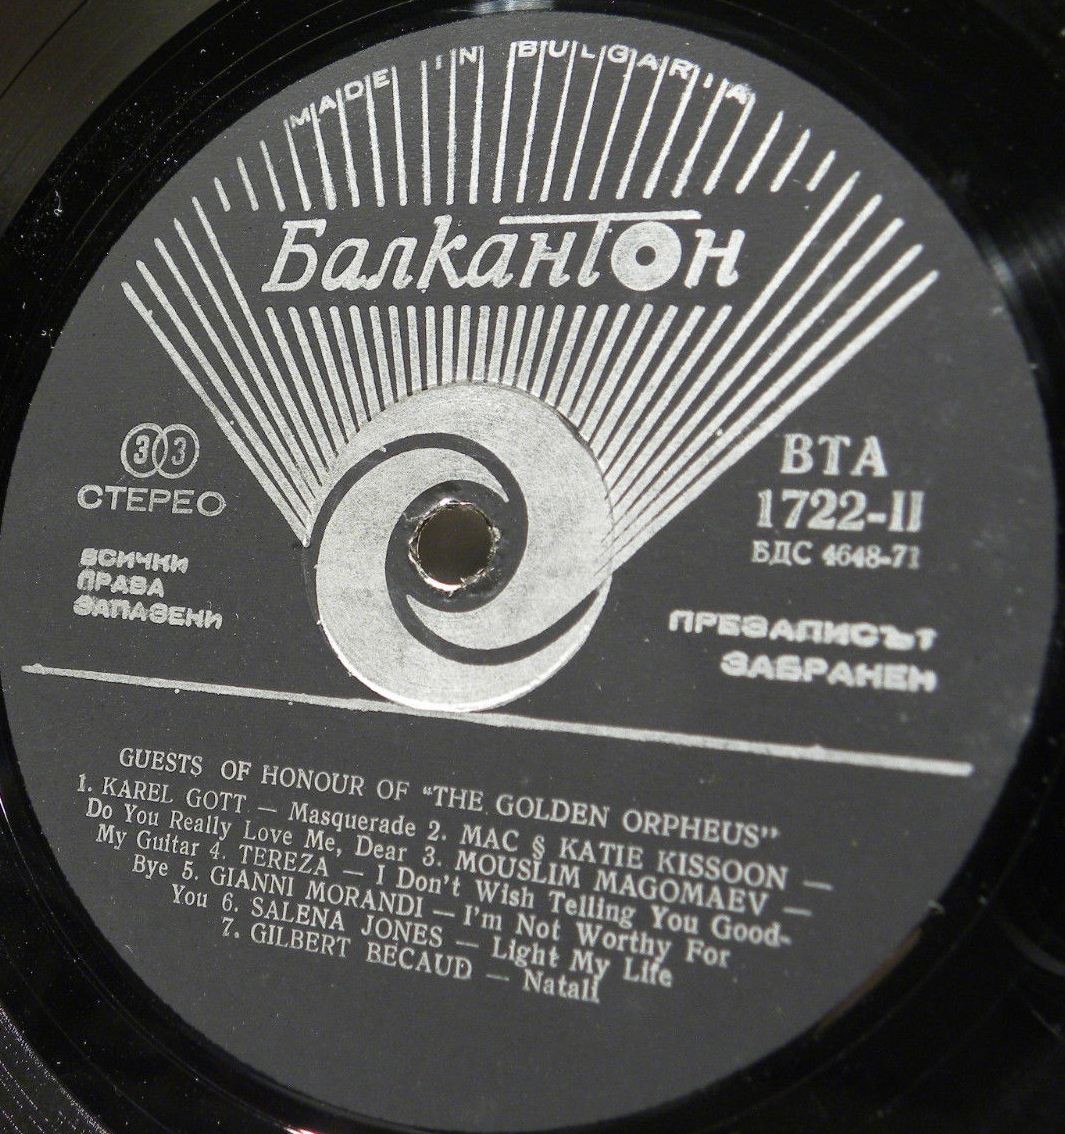 MADE IN BULGARIA
Балкантон
33
СТЕРЕО
ВСИЧКИ
ПРАВА
ЗАПАЗЕНИ
ВТА
1722-II
БДС 4648-71
ПРЕЗАПИСЪТ
ЗАБРАНЕН
GUESTS OF HONOUR OF "THE GOLDEN ORPHEUS"
1. KAREL GOTT — Masquerade 2. MAC § KATIE KISSOON —
Do You Really Love Me, Dear 3. MOUSLIM MAGOMAEV —
My Guitar 4. TEREZA — I Don't Wish Telling You Good-
Bye 5. GIANNI MORANDI — I'm Not Worthy For
You 6. SALENA JONES — Light My Life
7. GILBERT BECAUD — Natali